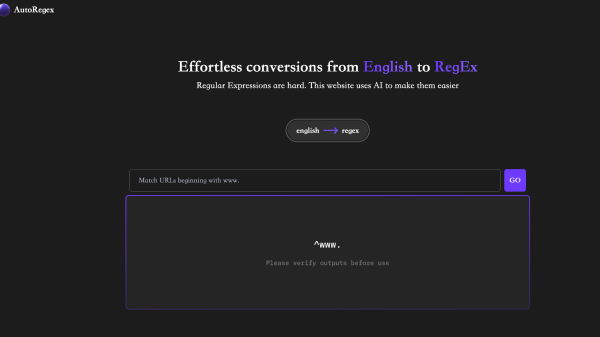 AutoRegex
Effortless conversions from English to RegEx
Regular Expressions are hard. This website uses AI to make them easier
english → regex
Match URLs beginning with www.
GO
^www.
Please verify outputs before use